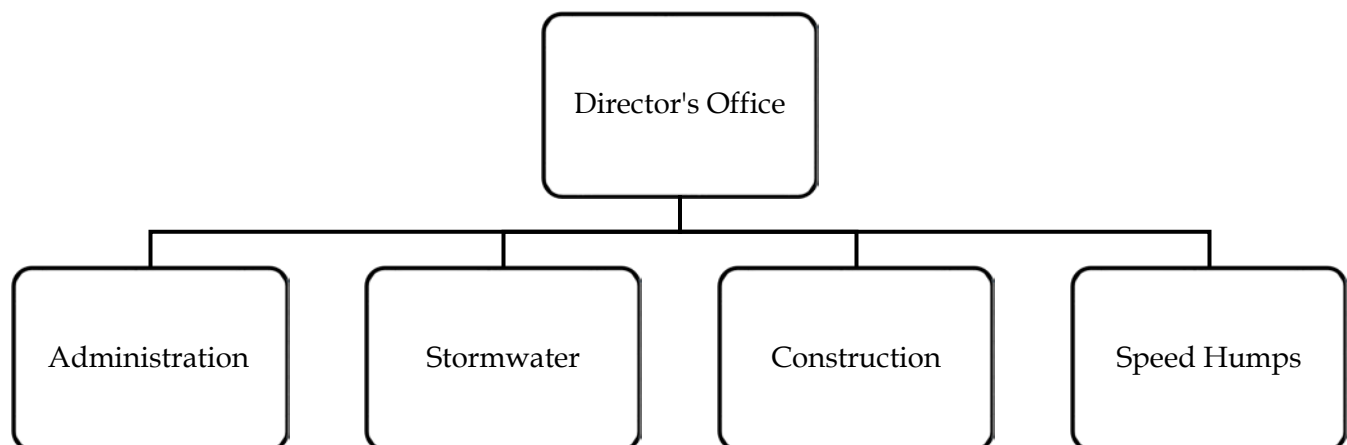 Director's Office
Administration
Stormwater
Construction
Speed Humps